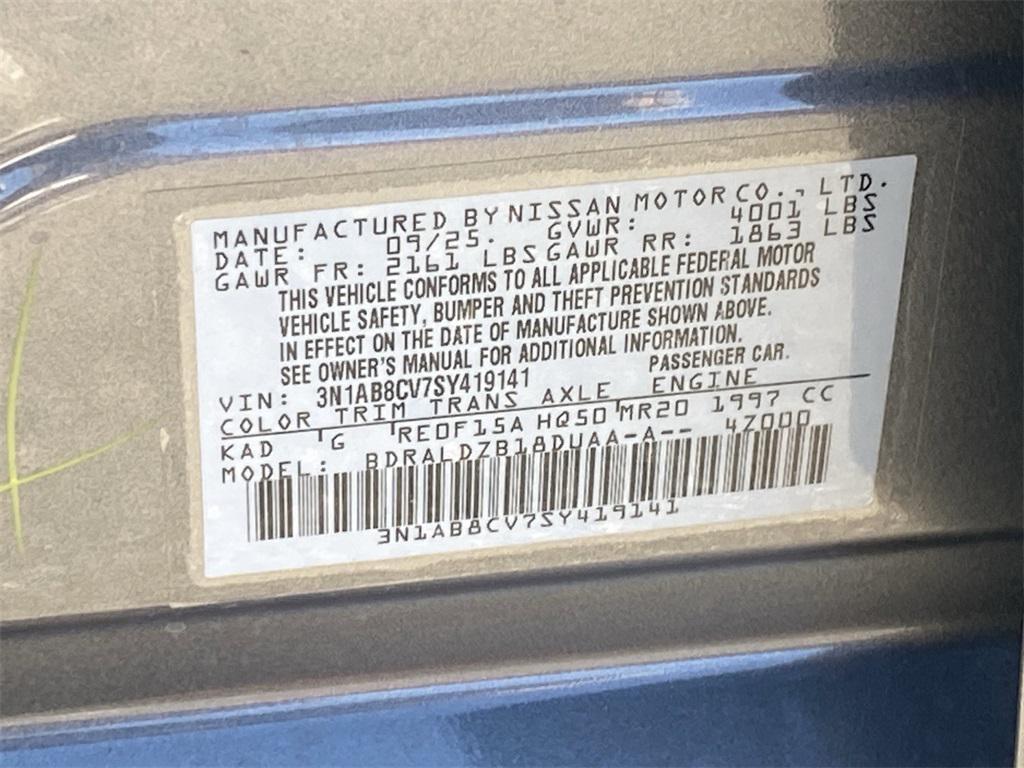 MANUFACTURED BY NISSAN MOTOR CO., LTD.
DATE: 09/25. GVWR: 4001 LBS
GAWR FR: 2161 LBS GAWR RR: 1863 LBS
THIS VEHICLE CONFORMS TO ALL APPLICABLE FEDERAL MOTOR
VEHICLE SAFETY, BUMPER AND THEFT PREVENTION STANDARDS
IN EFFECT ON THE DATE OF MANUFACTURE SHOWN ABOVE.
SEE OWNER'S MANUAL FOR ADDITIONAL INFORMATION.
PASSENGER CAR.
VIN: 3N1AB8CV7SY419141
COLOR TRIM TRANS AXLE ENGINE
KAD G RE0F15A HQ50 MR20 1997 CC
MODEL: BDRALDZB18DUAA-A-- 4Z000
3N1AB8CV7SY419141